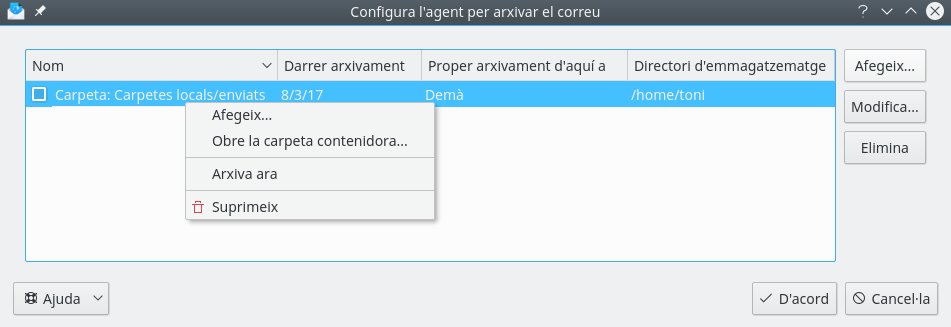 Configura l'agent per arxivar el correu
Nom Darrer arxivament Proper arxivament d'aquí a Directori d'emmagatzematge
Carpeta: Carpetes locals/enviats 8/3/17 Demà /home/toni
Afegeix...
Obre la carpeta contenidora...
Arxiva ara
Suprimeix
Afegeix...
Modifica...
Elimina
Ajuda D'acord Cancel·la